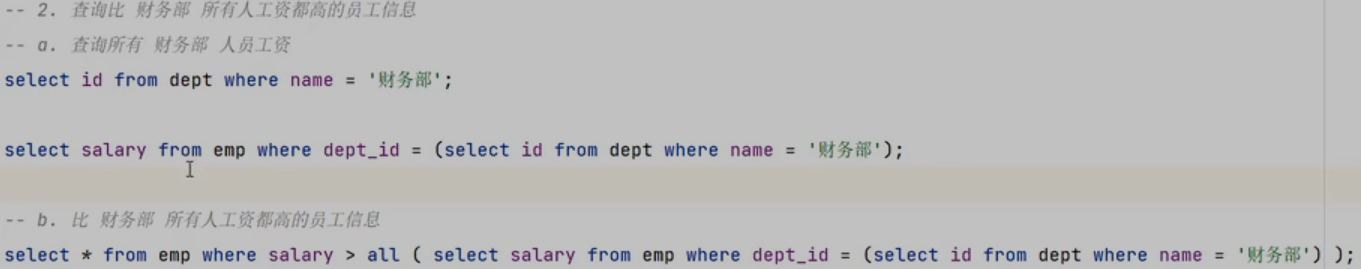 -- 2. 查询比 财务部 所有人工资都高的员工信息
-- a. 查询所有 财务部 人员工资
select id from dept where name = '财务部';
select salary from emp where dept_id = (select id from dept where name = '财务部');
-- b. 比 财务部 所有人工资都高的员工信息
select * from emp where salary > all ( select salary from emp where dept_id = (select id from dept where name = '财务部') );